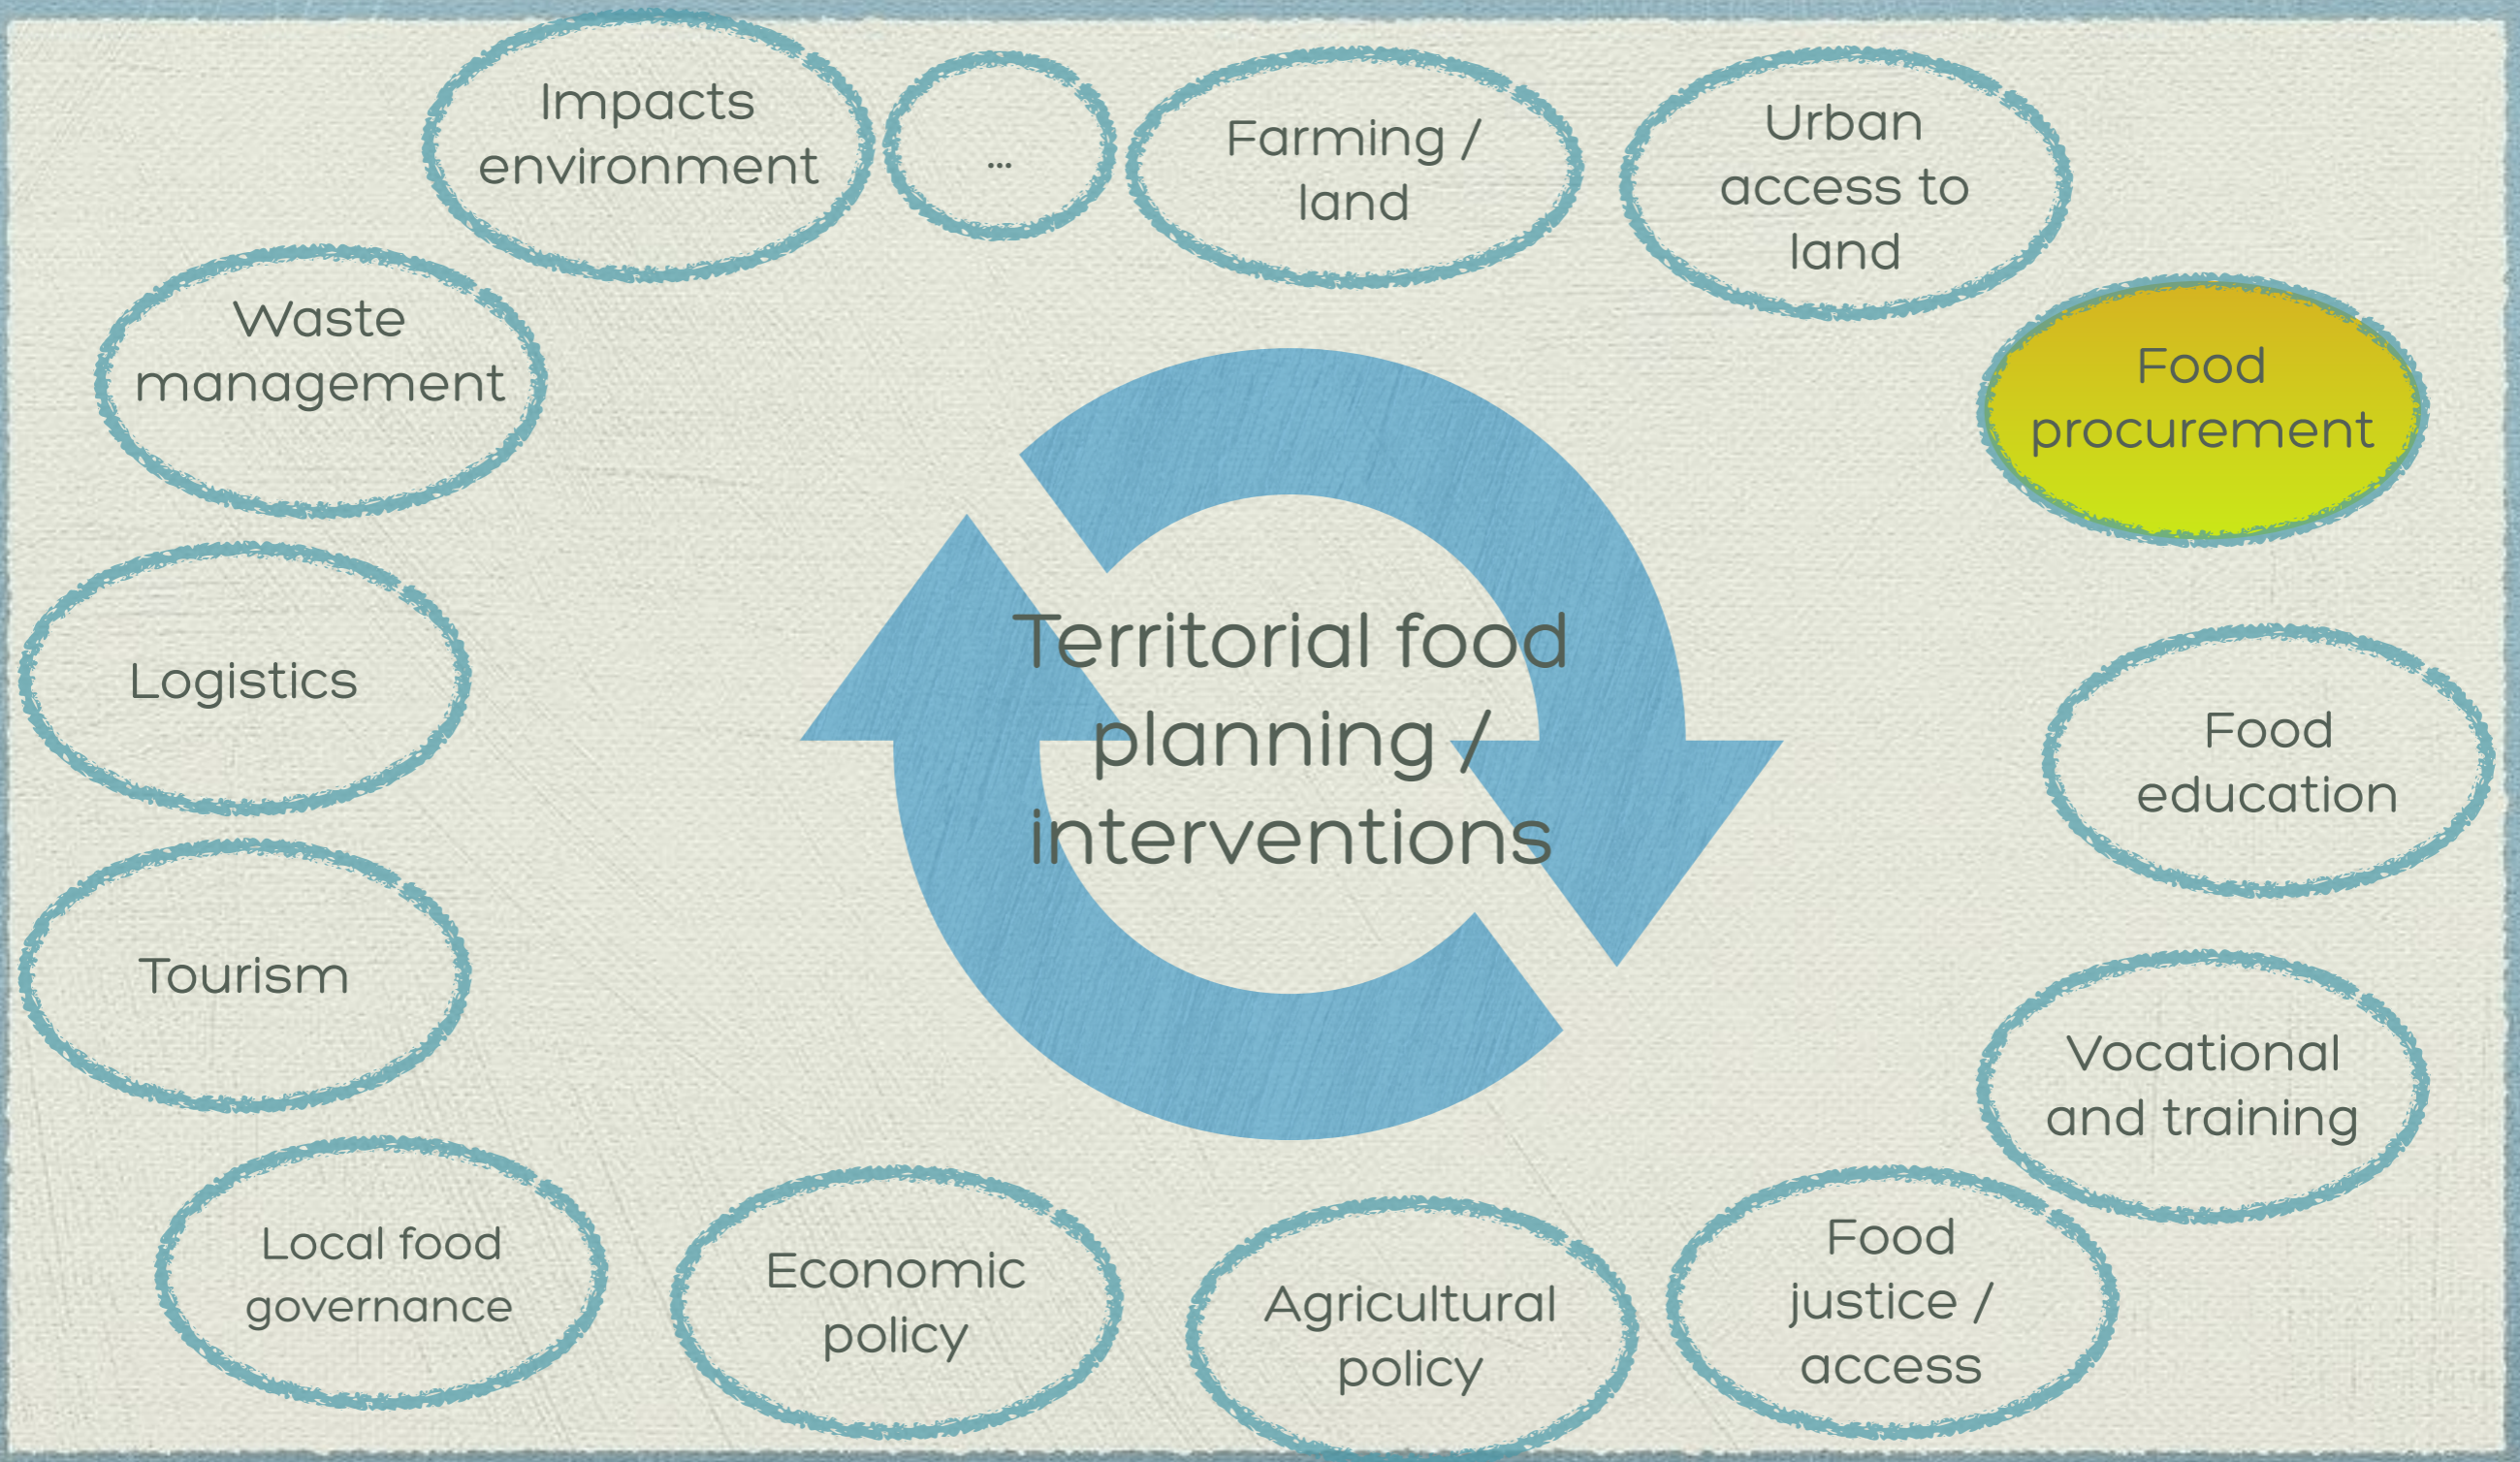 Impacts
environment
...
Farming /
land
Urban
access to
land
Food
procurement
Food
education
Vocational
and training
Food
justice /
access
Agricultural
policy
Economic
policy
Local food
governance
Tourism
Logistics
Waste
management
Territorial food
planning /
interventions